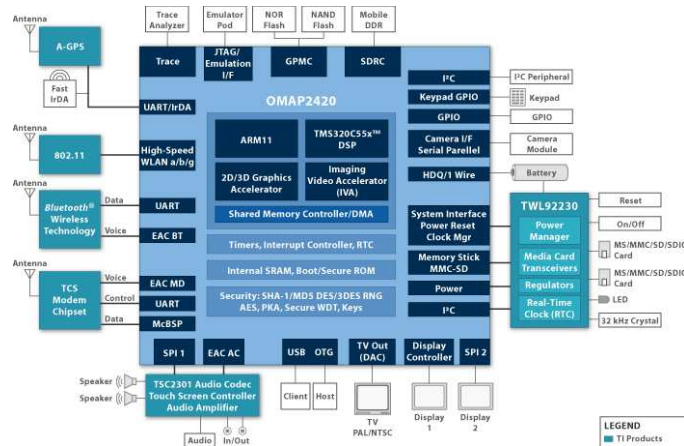 Trace
Analyzer
Emulator
Pod
NOR
Flash
NAND
Flash
Mobile
DDR
Antenna
A-GPS
Fast
IrDA
Antenna
802.11
Antenna
Bluetooth®
Wireless
Technology
Data
Voice
Antenna
TCS
Modem
Chipset
Voice
Control
Data
Trace
JTAG/
Emulation
I/F
GPMC
SDRC
UART/IrDA
High-Speed
WLAN a/b/g
UART
EAC BT
EAC MD
UART
McBSP
OMAP2420
ARM11
TMS320C55x™
DSP
2D/3D Graphics
Accelerator
Imaging
Video Accelerator
(IVA)
Shared Memory Controller/DMA
Timers, Interrupt Controller, RTC
Internal SRAM, Boot/Secure ROM
Security: SHA-1/MD5 DES/3DES RNG
AES, PKA, Secure WDT, Keys
I²C
Keypad GPIO
GPIO
Camera I/F
Serial Parellel
HDQ/1 Wire
System Interface
Power Reset
Clock Mgr
Memory Stick
MMC-SD
Power
I²C
I²C Peripheral
Keypad
GPIO
Camera
Module
Battery
TWL92230
Power
Manager
Media Card
Transceivers
Regulators
Real-Time
Clock (RTC)
Reset
On/Off
MS/MMC/SD/SDIO
Card
MS/MMC/SD/SDIO
Card
LED
32 kHz Crystal
SPI 1
EAC AC
USB
OTG
TV Out
(DAC)
Display
Controller
SPI 2
Speaker
Speaker
TSC2301 Audio Codec
Touch Screen Controller
Audio Amplifier
Audio
In/Out
Client
Host
TV
PAL/NTSC
Display
1
Display
2
LEGEND
TI Products